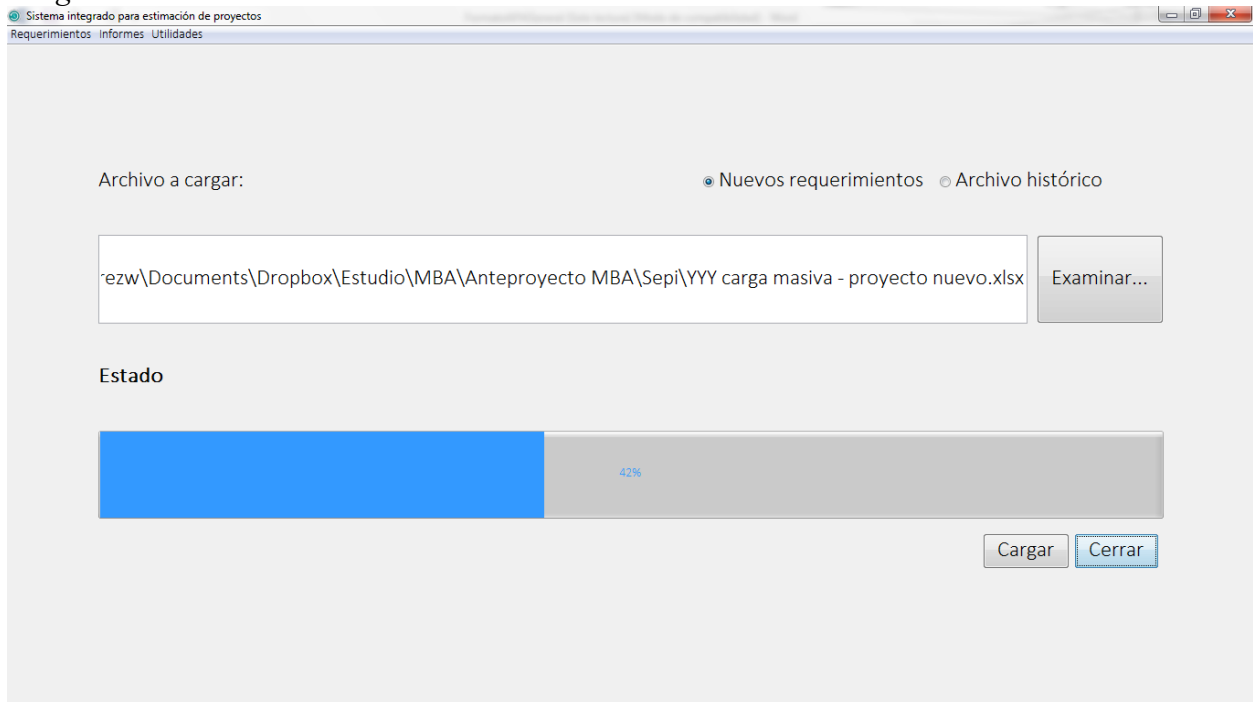 Sistema integrado para estimación de proyectos
Requerimientos Informes Utilidades
Archivo a cargar:
Nuevos requerimientos Archivo histórico
rezw\Documents\Dropbox\Estudio\MBA\Anteproyecto MBA\Sepi\YYY carga masiva - proyecto nuevo.xlsx
Examinar...
Estado
42%
Cargar Cerrar